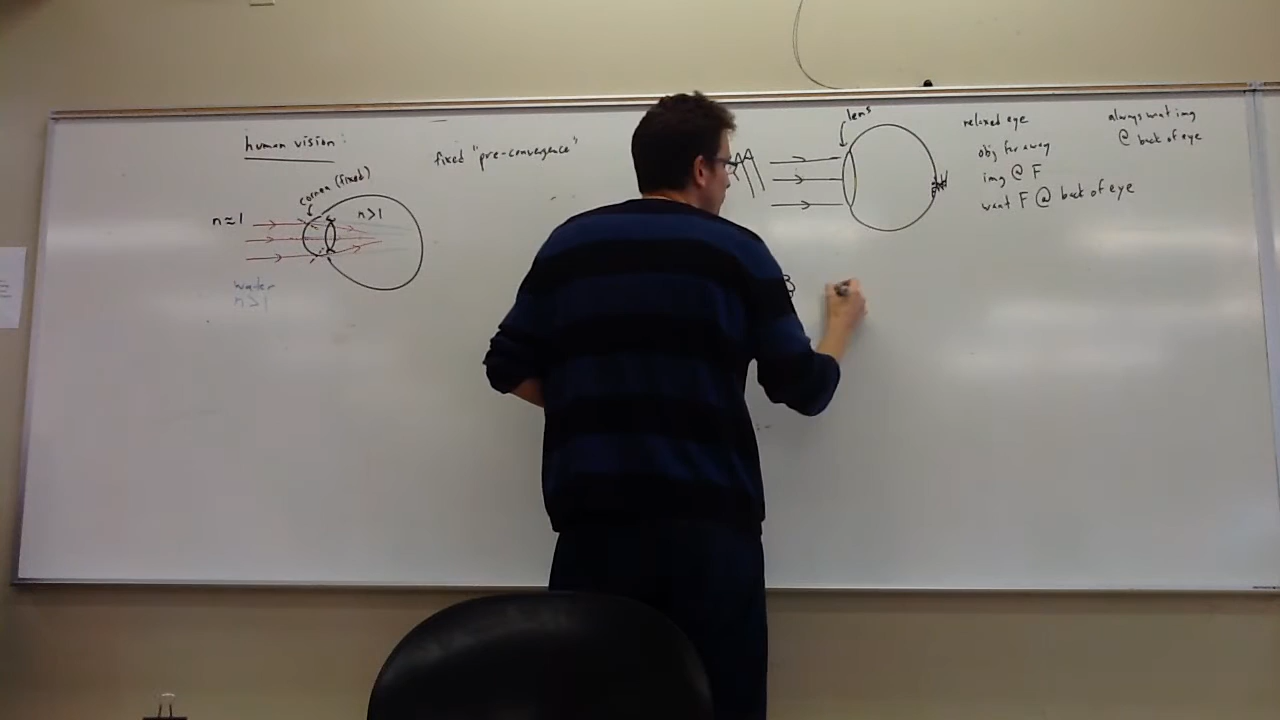 human vision:
fixed "pre-convergence"
cornea (fixed)
n≈1
n>1
water
n>1
lens
relaxed eye
obj far away
img @ F
want F @ back of eye
always want img
@ back of eye